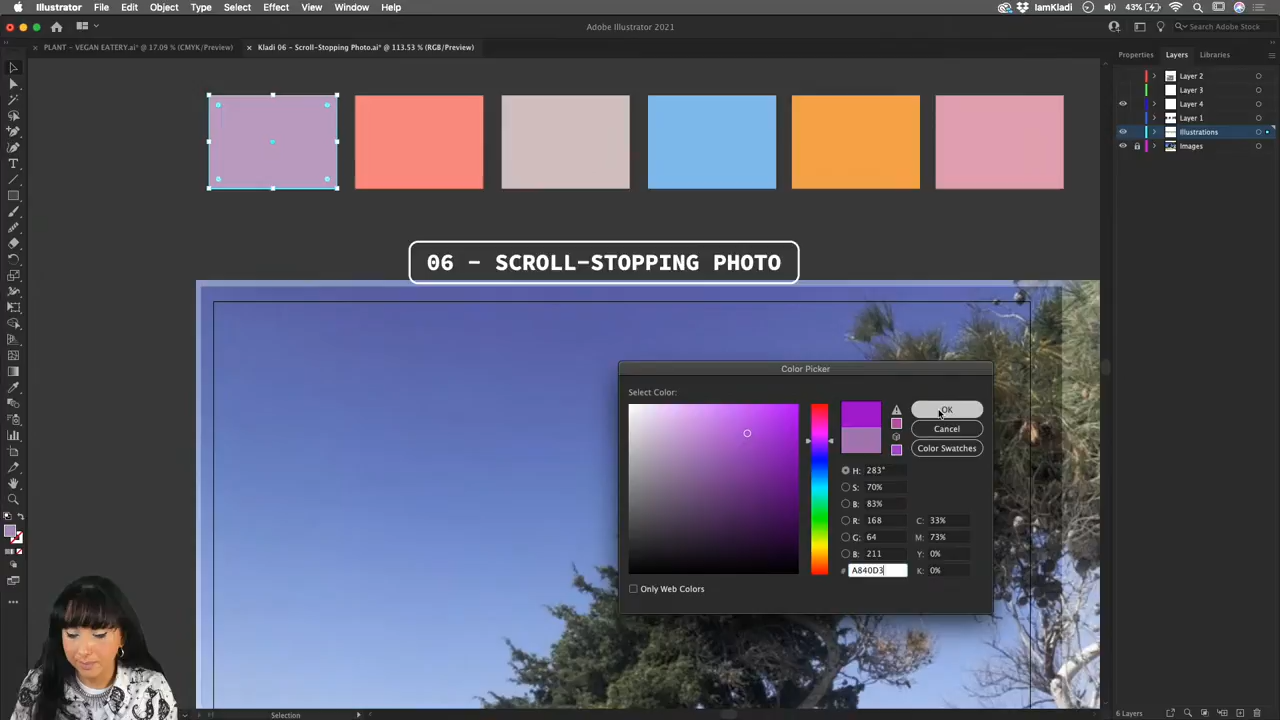 Illustrator File Edit Object Type Select Effect View Window Help IamKladi 43%
Adobe Illustrator 2021 Search Adobe Stock
× PLANT - VEGAN EATERY.ai* @ 17.09 % (CMYK/Preview) × Kladi 06 - Scroll-Stopping Photo.ai* @ 113.53 % (RGB/Preview)
Properties Layers Libraries
Layer 2
Layer 3
Layer 4
Layer 1
Illustrations
Images
06 - SCROLL-STOPPING PHOTO
Color Picker
Select Color:
OK
Cancel
Color Swatches
H: 283°
S: 70%
B: 83%
R: 168 C: 33%
G: 64 M: 73%
B: 211 Y: 0%
# A840D3 K: 0%
Only Web Colors
Selection
6 Layers